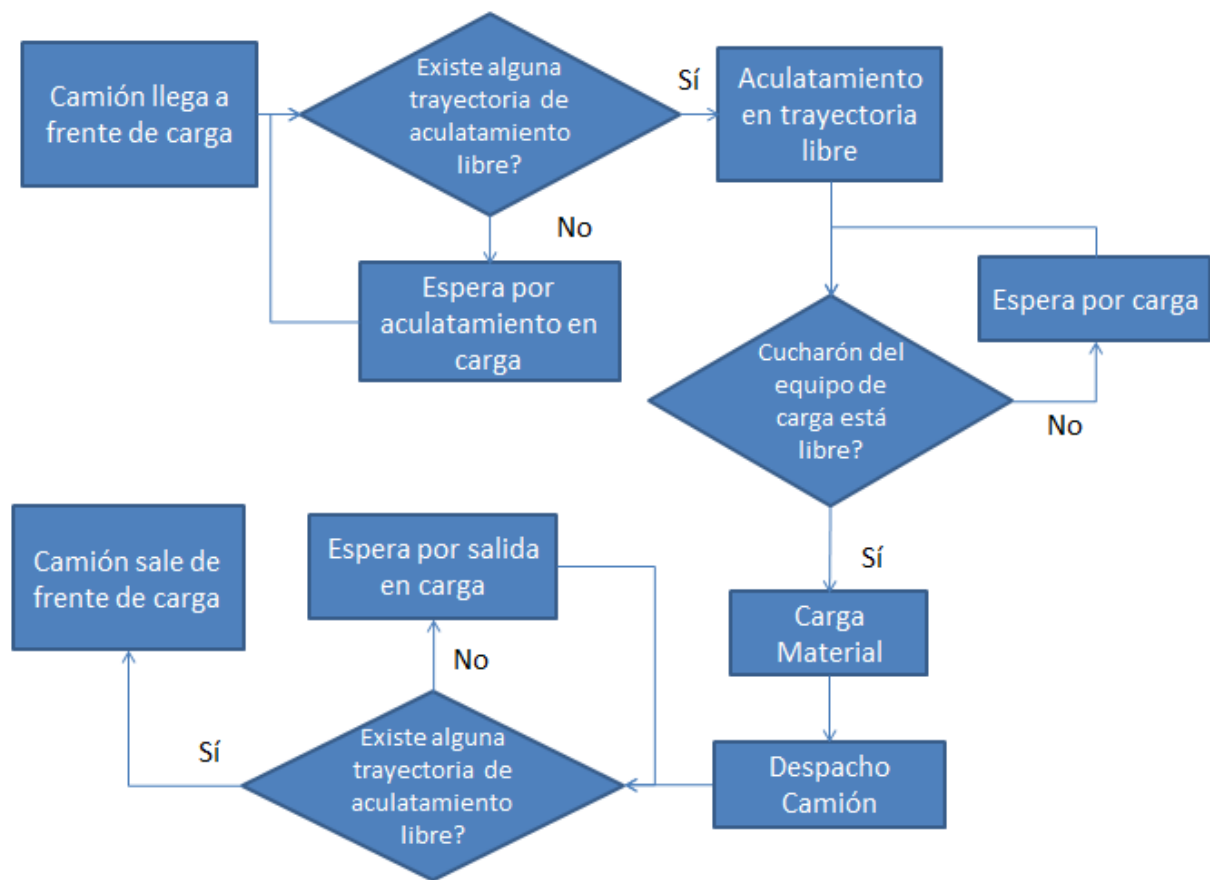 Camión llega a
frente de carga
Existe alguna
trayectoria de
aculatamiento
libre?
Sí
Aculatamiento
en trayectoria
libre
No
Espera por
aculatamiento en
carga
Espera por carga
Cucharón del
equipo de
carga está
libre?
No
Sí
Carga
Material
Despacho
Camión
Existe alguna
trayectoria de
aculatamiento
libre?
No
Espera por salida
en carga
Sí
Camión sale de
frente de carga